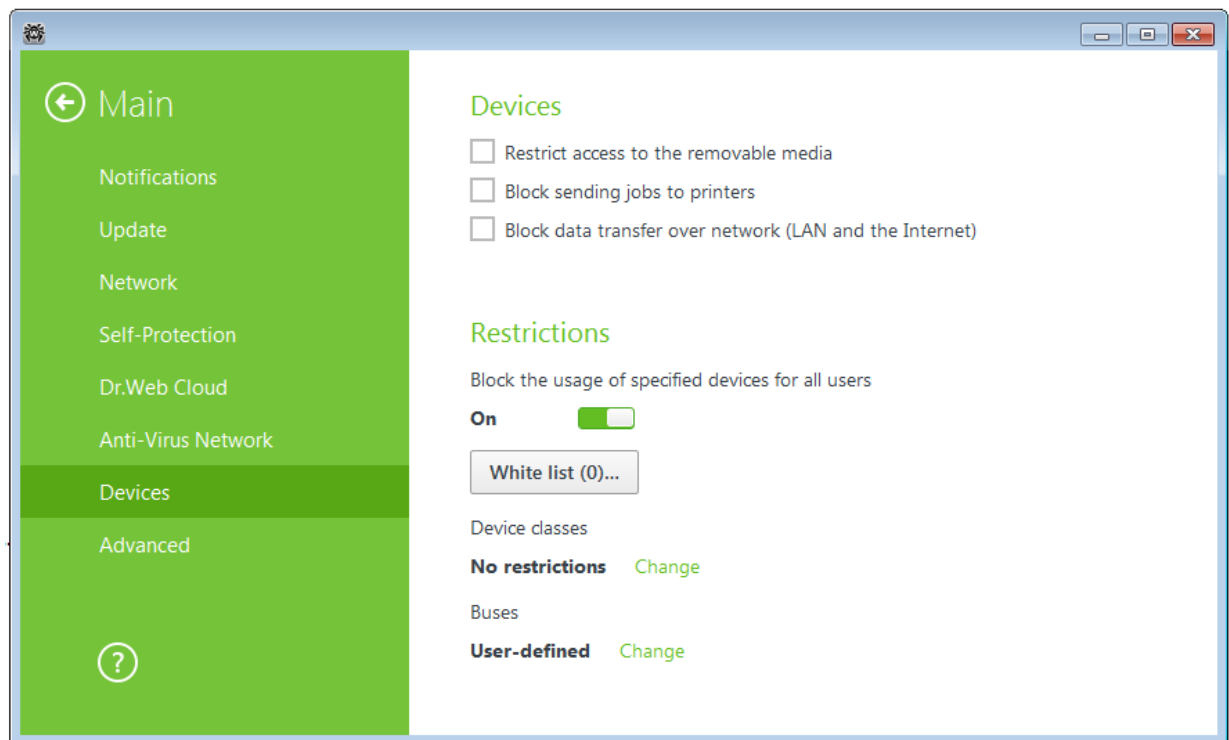 Main
Notifications
Update
Network
Self-Protection
Dr.Web Cloud
Anti-Virus Network
Devices
Advanced
?
Devices
Restrict access to the removable media
Block sending jobs to printers
Block data transfer over network (LAN and the Internet)
Restrictions
Block the usage of specified devices for all users
On
White list (0)...
Device classes
No restrictions Change
Buses
User-defined Change